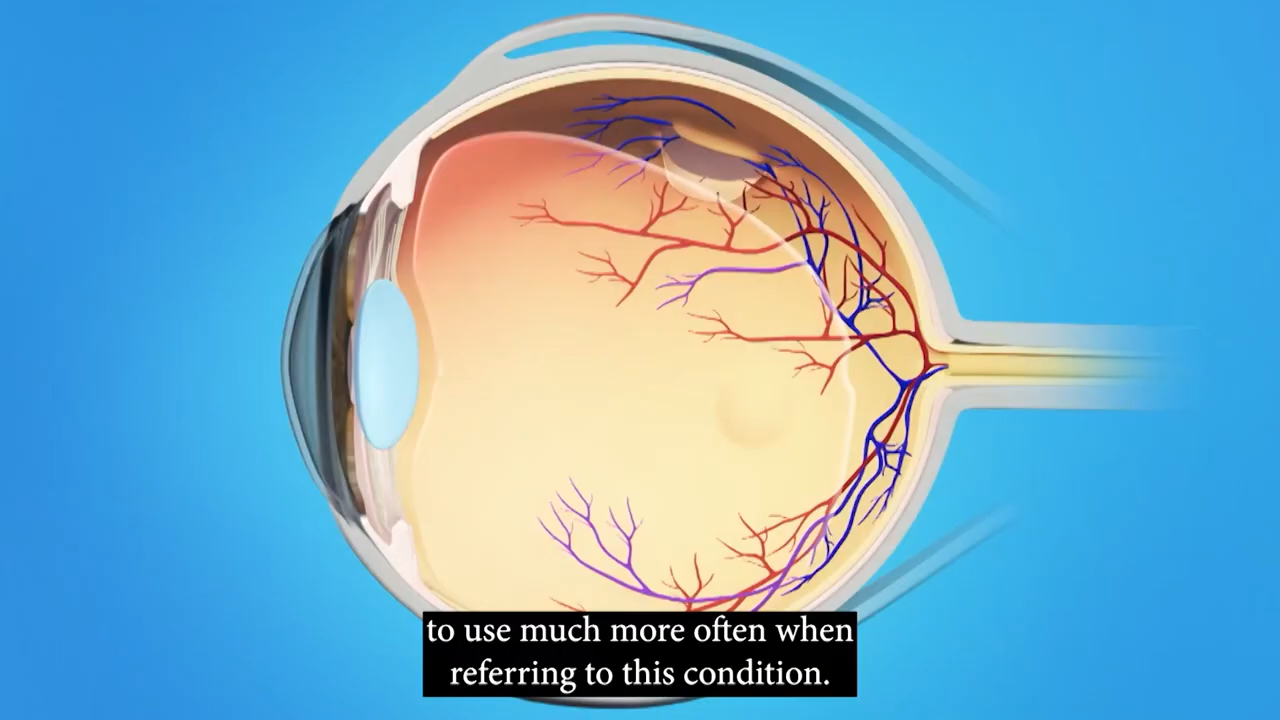 to use much more often when
referring to this condition.